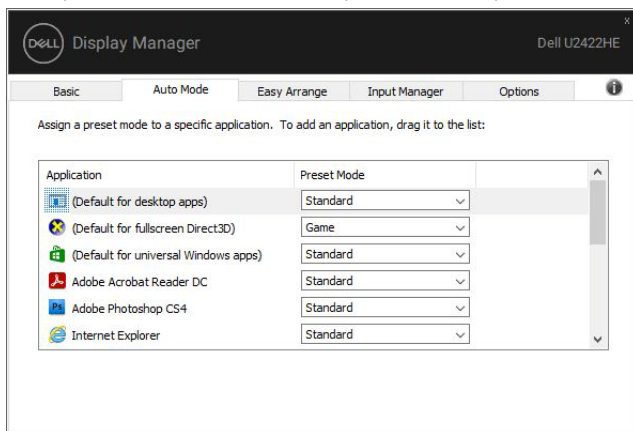 DELL Display Manager
Dell U2422HE
x
Basic Auto Mode Easy Arrange Input Manager Options i
Assign a preset mode to a specific application. To add an application, drag it to the list:
Application Preset Mode
(Default for desktop apps) Standard
(Default for fullscreen Direct3D) Game
(Default for universal Windows apps) Standard
Adobe Acrobat Reader DC Standard
Ps Adobe Photoshop CS4 Standard
Internet Explorer Standard